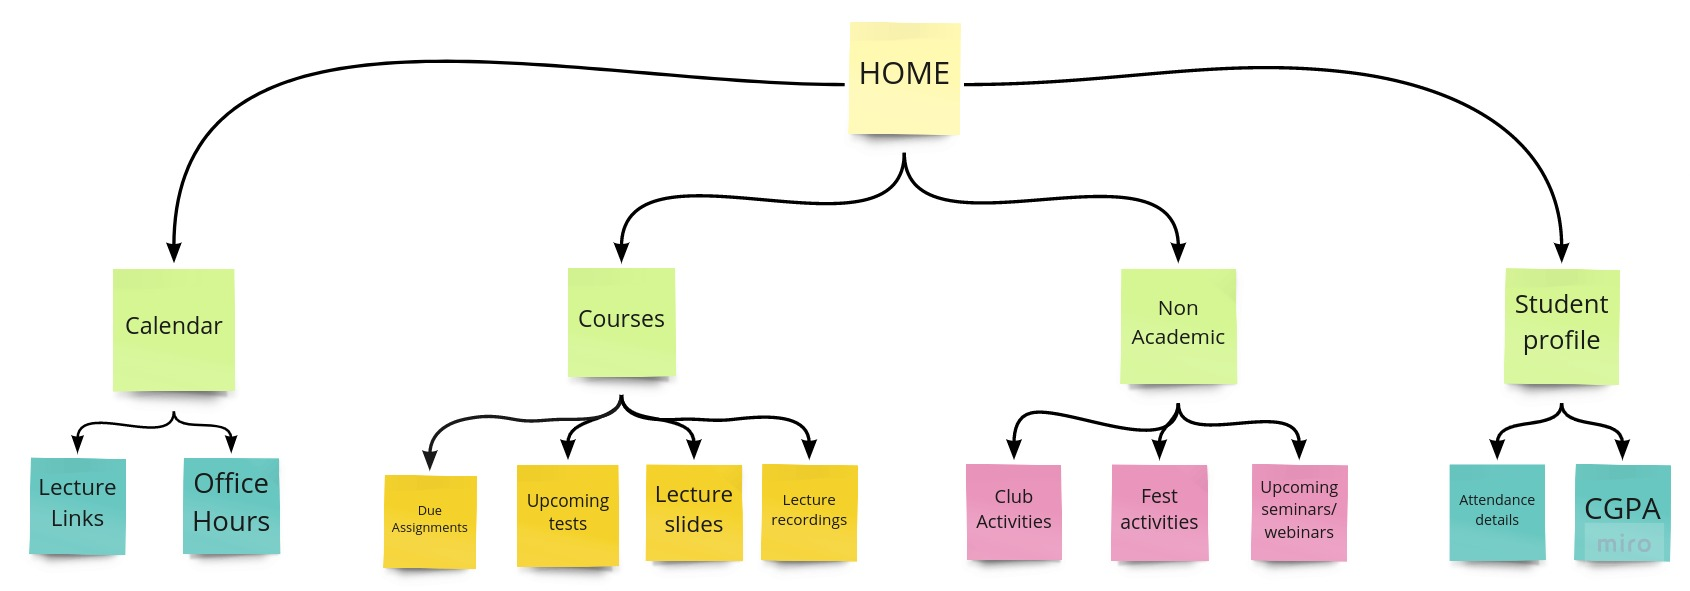 HOME
Calendar
Courses
Non
Academic
Student
profile
Lecture
Links
Office
Hours
Due
Assignments
Upcoming
tests
Lecture
slides
Lecture
recordings
Club
Activities
Fest
activities
Upcoming
seminars/
webinars
Attendance
details
CGPA
miro